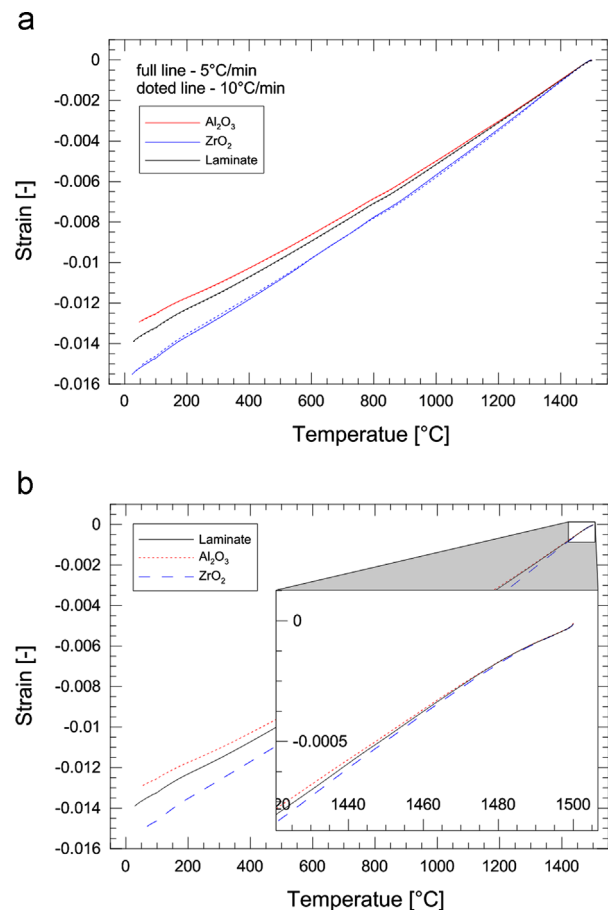 a
0
-0.002
-0.004
-0.006
-0.008
-0.01
-0.012
-0.014
-0.016
Strain [-]
full line - 5°C/min
doted line - 10°C/min
Al₂O₃
ZrO₂
Laminate
0 200 400 600 800 1000 1200 1400
Temperatue [°C]
b
0
-0.002
-0.004
-0.006
-0.008
-0.01
-0.012
-0.014
-0.016
Strain [-]
Laminate
Al₂O₃
ZrO₂
0
-0.0005
20 1440 1460 1480 1500
0 200 400 600 800 1000 1200 1400
Temperatue [°C]